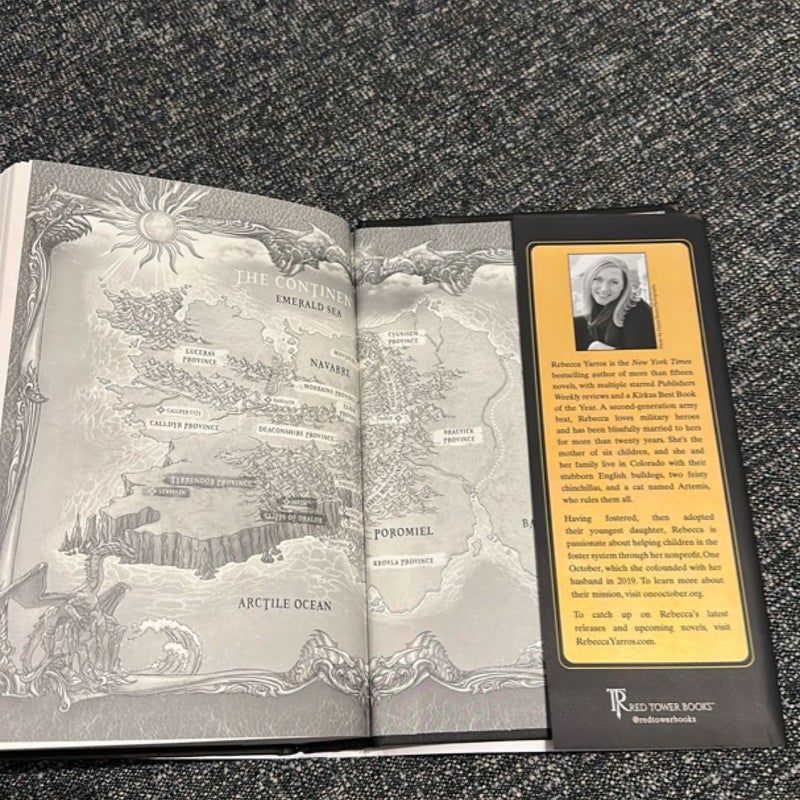 THE CONTINEN
EMERALD SEA
LUCERAS
PROVINCE
NAVARRE
MORRAINE PROVINCE
BASGIATH
CALLDYR CITY
CALLDYR PROVINCE
DEACONSHIRE PROVINCE
TYRRENDOR PROVINCE
LEWELLEN
CLIFFS OF DRALOR
ARCTILE OCEAN
CYGNISEN
PROVINCE
BRAEVICK
PROVINCE
POROMIEL
KROVLA PROVINCE
BA
Rebecca Yarros is the New York Times
bestselling author of more than fifteen
novels, with multiple starred Publishers
Weekly reviews and a Kirkus Best Book
of the Year. A second-generation army
brat, Rebecca loves military heroes
and has been blissfully married to hers
for more than twenty years. She's the
mother of six children, and she and
her family live in Colorado with their
stubborn English bulldogs, two feisty
chinchillas, and a cat named Artemis,
who rules them all.
Having fostered, then adopted
their youngest daughter, Rebecca is
passionate about helping children in the
foster system through her nonprofit, One
October, which she cofounded with her
husband in 2019. To learn more about
their mission, visit oneoctober.org.
To catch up on Rebecca's latest
releases and upcoming novels, visit
RebeccaYarros.com.
RED TOWER BOOKS™
@redtowerbooks